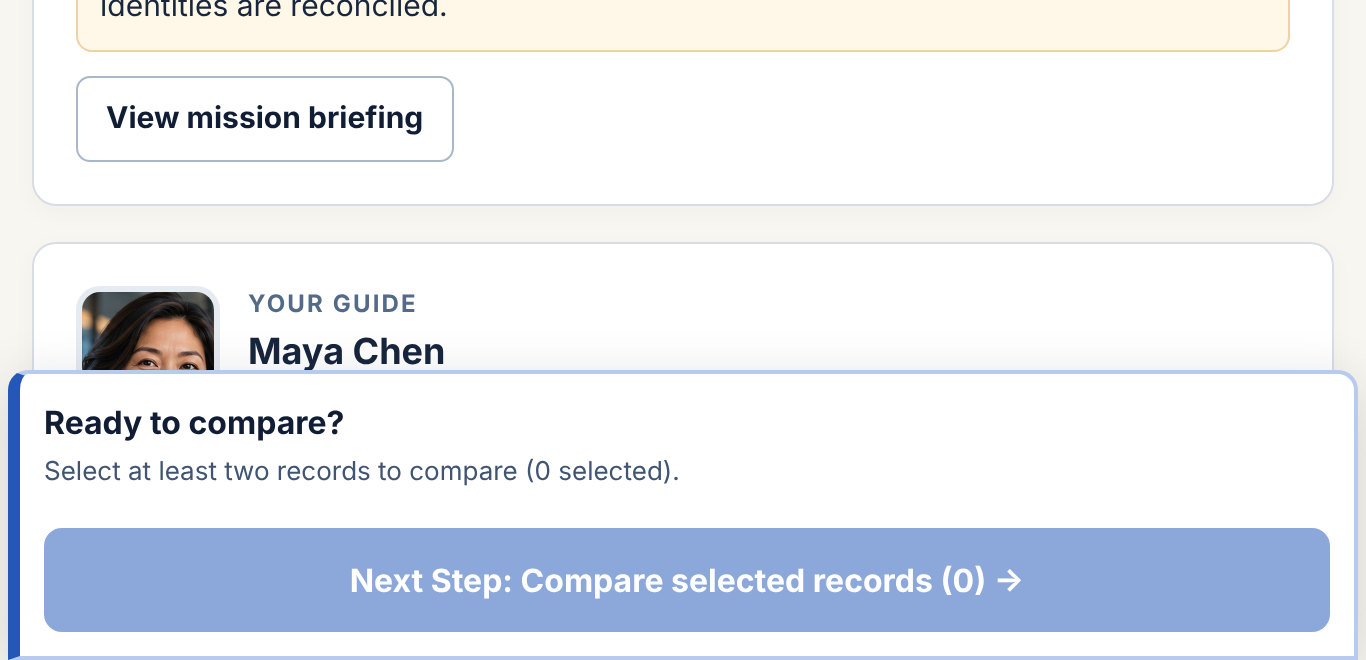 identities are reconciled.
View mission briefing
YOUR GUIDE
Maya Chen
Ready to compare?
Select at least two records to compare (0 selected).
Next Step: Compare selected records (0) →